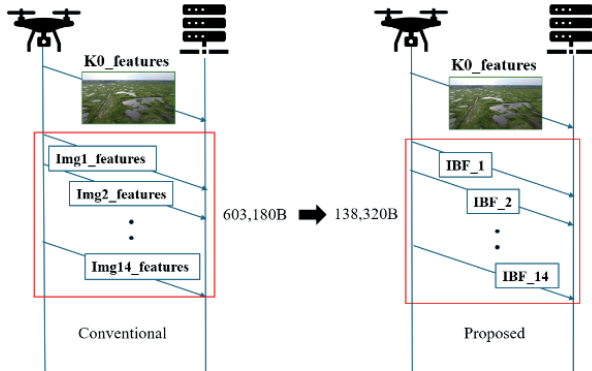 K0_features
Img1_features
Img2_features
Img14_features
Conventional
603,180B
138,320B
K0_features
IBF_1
IBF_2
IBF_14
Proposed